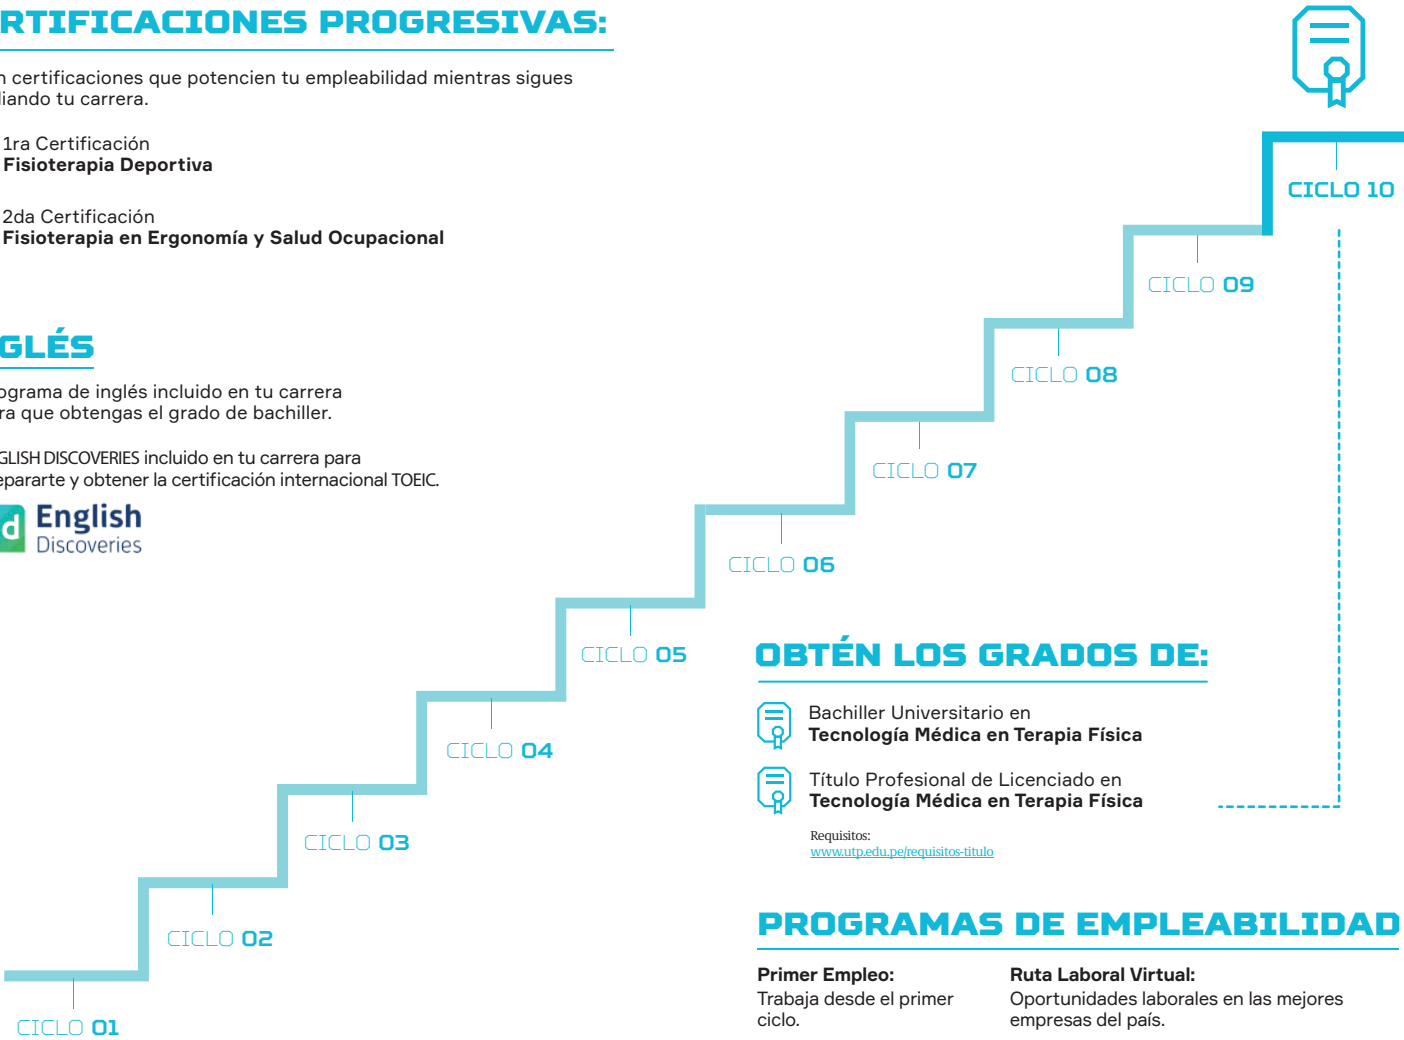 RTIFICACIONES PROGRESIVAS:
n certificaciones que potencien tu empleabilidad mientras sigues
diando tu carrera.
1ra Certificación
Fisioterapia Deportiva
2da Certificación
Fisioterapia en Ergonomía y Salud Ocupacional
GLÉS
ograma de inglés incluido en tu carrera
ra que obtengas el grado de bachiller.
GLISH DISCOVERIES incluido en tu carrera para
epararte y obtener la certificación internacional TOEIC.
d English
Discoveries
CICLO 10
CICLO 09
CICLO 08
CICLO 07
CICLO 06
CICLO 05
CICLO 04
CICLO 03
CICLO 02
CICLO 01
OBTÉN LOS GRADOS DE:
Bachiller Universitario en
Tecnología Médica en Terapia Física
Título Profesional de Licenciado en
Tecnología Médica en Terapia Física
Requisitos:
www.utp.edu.pe/requisitos-titulo
PROGRAMAS DE EMPLEABILIDAD
Primer Empleo:
Trabaja desde el primer
ciclo.
Ruta Laboral Virtual:
Oportunidades laborales en las mejores
empresas del país.